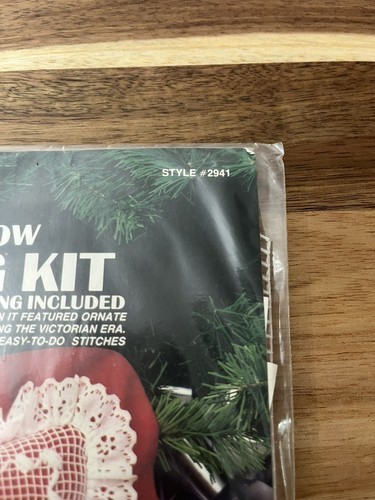 STYLE #2941
OW
G KIT
NG INCLUDED
N IT FEATURED ORNATE
NG THE VICTORIAN ERA.
EASY-TO-DO STITCHES